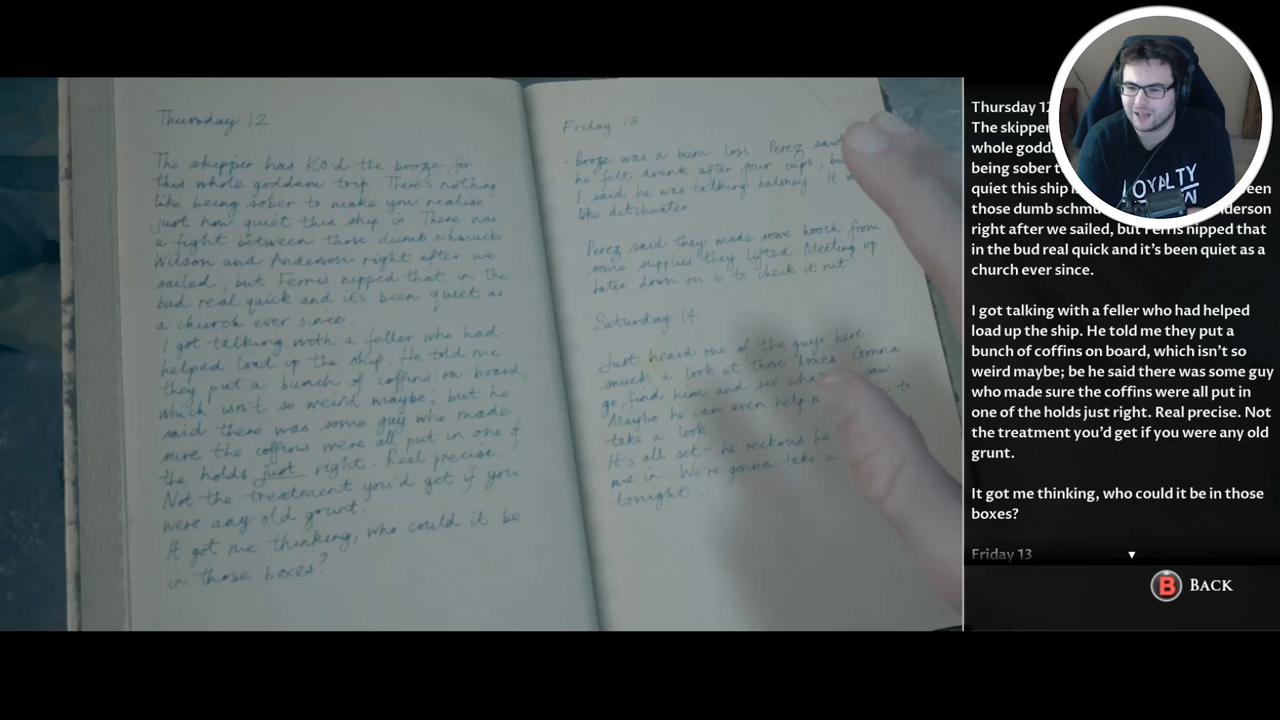 Thursday 12
The skipper has KO'd the booze for
this whole goddam trip. There's nothing
like being sober to make you realise
just how quiet this ship is. There was
a fight between those dumb schmucks
Wilson and Anderson right after we
sailed, but Ferris nipped that in the
bud real quick and it's been quiet as
a church ever since.
I got talking with a feller who had
helped load up the ship. He told me
they put a bunch of coffins on board,
which isn't so weird maybe; but he
said there was some guy who made
sure the coffins were all put in one of
the holds just right. Real precise.
Not the treatment you'd get if you
were any old grunt.
It got me thinking, who could it be
in those boxes?
Friday 13
Booze was a bum loss. Perez said
he felt drunk after four cups, but
I said he was talking baloney. It
like ditchwater
Perez said they made some hooch from
some supplies they lifted. Meeting up
later down on 6 to check it out
Saturday 14
Just heard one of the guys here
snuck a look at those boxes. Gonna
go find him and see what saw
Maybe he can even help to
take a look
It's all set - he reckons he
me in. We're gonna take a
tonight.
Thursday 12
The skipper
whole godda
being sober t
quiet this ship
those dumb schmu nderson
right after we sailed, but Ferris nipped that
in the bud real quick and it's been quiet as a
church ever since.
I got talking with a feller who had helped
load up the ship. He told me they put a
bunch of coffins on board, which isn't so
weird maybe; be he said there was some guy
who made sure the coffins were all put in
one of the holds just right. Real precise. Not
the treatment you'd get if you were any old
grunt.
It got me thinking, who could it be in those
boxes?
Friday 13
B BACK
LOYALTY